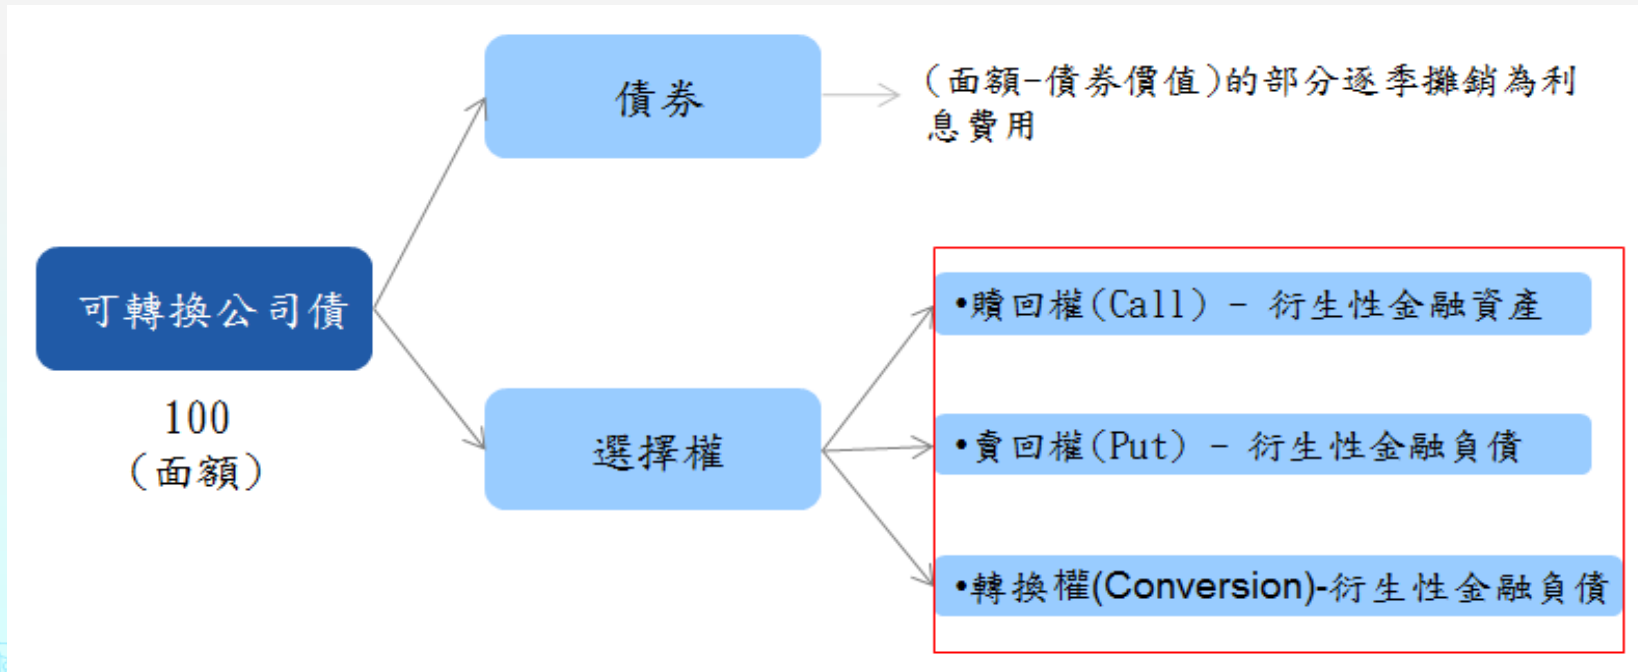 債券
(面額-債券價值)的部分逐季攤銷為利
息費用
可轉換公司債
100
(面額)
選擇權
•贖回權(Call) - 衍生性金融資產
•賣回權(Put) - 衍生性金融負債
•轉換權(Conversion)-衍生性金融負債